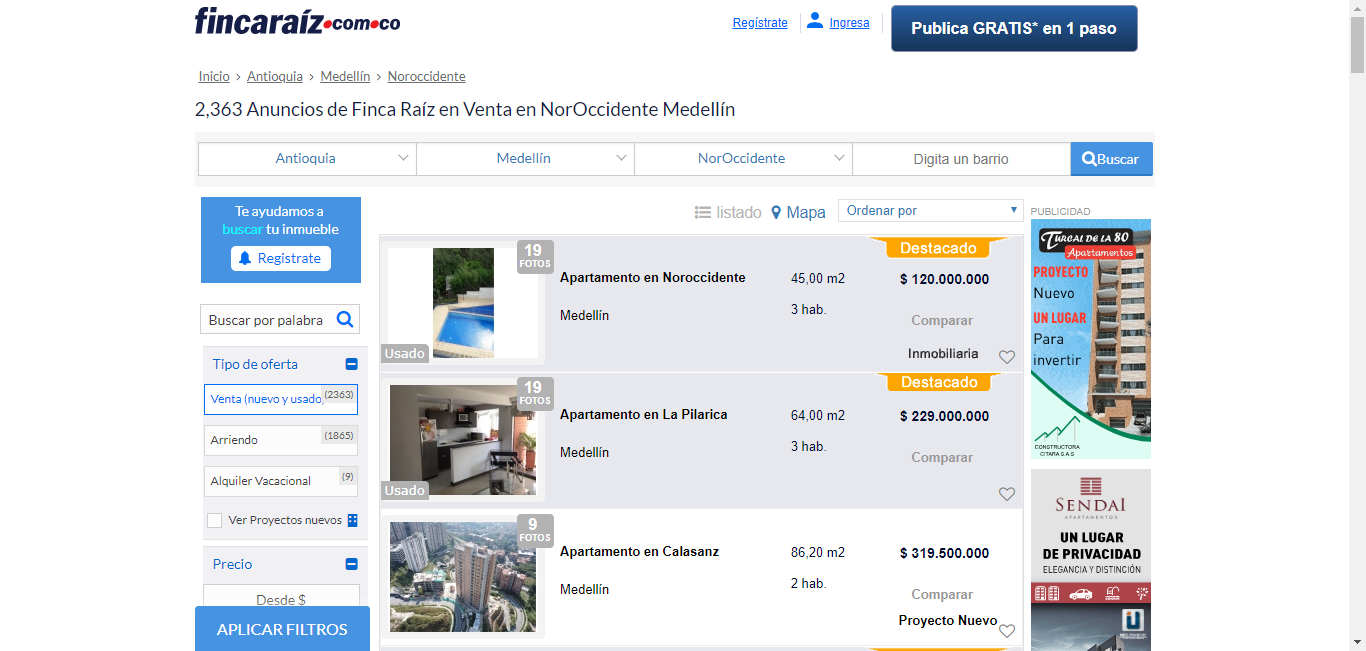 fincaraíz.com.co
Regístrate
Ingresa
Publica GRATIS* en 1 paso
Inicio › Antioquia › Medellín › Noroccidente
2,363 Anuncios de Finca Raíz en Venta en NorOccidente Medellín
Antioquia
Medellín
NorOccidente
Digita un barrio
Buscar
Te ayudamos a
buscar tu inmueble
Registrate
Buscar por palabra
Tipo de oferta
Venta (nuevo y usado)
(2363)
Arriendo
(1865)
Alquiler Vacacional
(9)
Ver Proyectos nuevos
Precio
Desde $
APLICAR FILTROS
listado
Mapa
Ordenar por
19
FOTOS
Usado
Apartamento en Noroccidente
Medellín
45,00 m2
3 hab.
Destacado
$ 120.000.000
Comparar
Inmobiliaria
19
FOTOS
Usado
Apartamento en La Pilarica
Medellín
64,00 m2
3 hab.
Destacado
$ 229.000.000
Comparar
9
FOTOS
Apartamento en Calasanz
Medellín
86,20 m2
2 hab.
$ 319.500.000
Comparar
Proyecto Nuevo
PUBLICIDAD
TURGAL DE LA 80
Apartamentos
PROYECTO
Nuevo
UN LUGAR
Para
invertir
CONSTRUCTORA
CITARA S.A.S
SENDAI
APARTAMENTOS
UN LUGAR
DE PRIVACIDAD
ELEGANCIA Y DISTINCIÓN